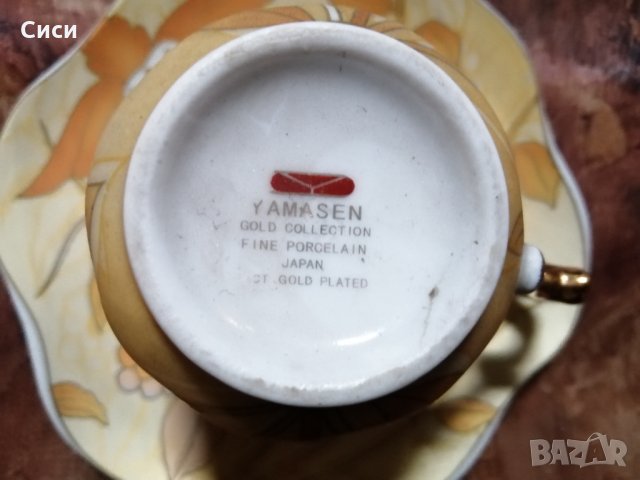 Сиси
YAMASEN
GOLD COLLECTION
FINE PORCELAIN
JAPAN
GOLD PLATED
BAZAR